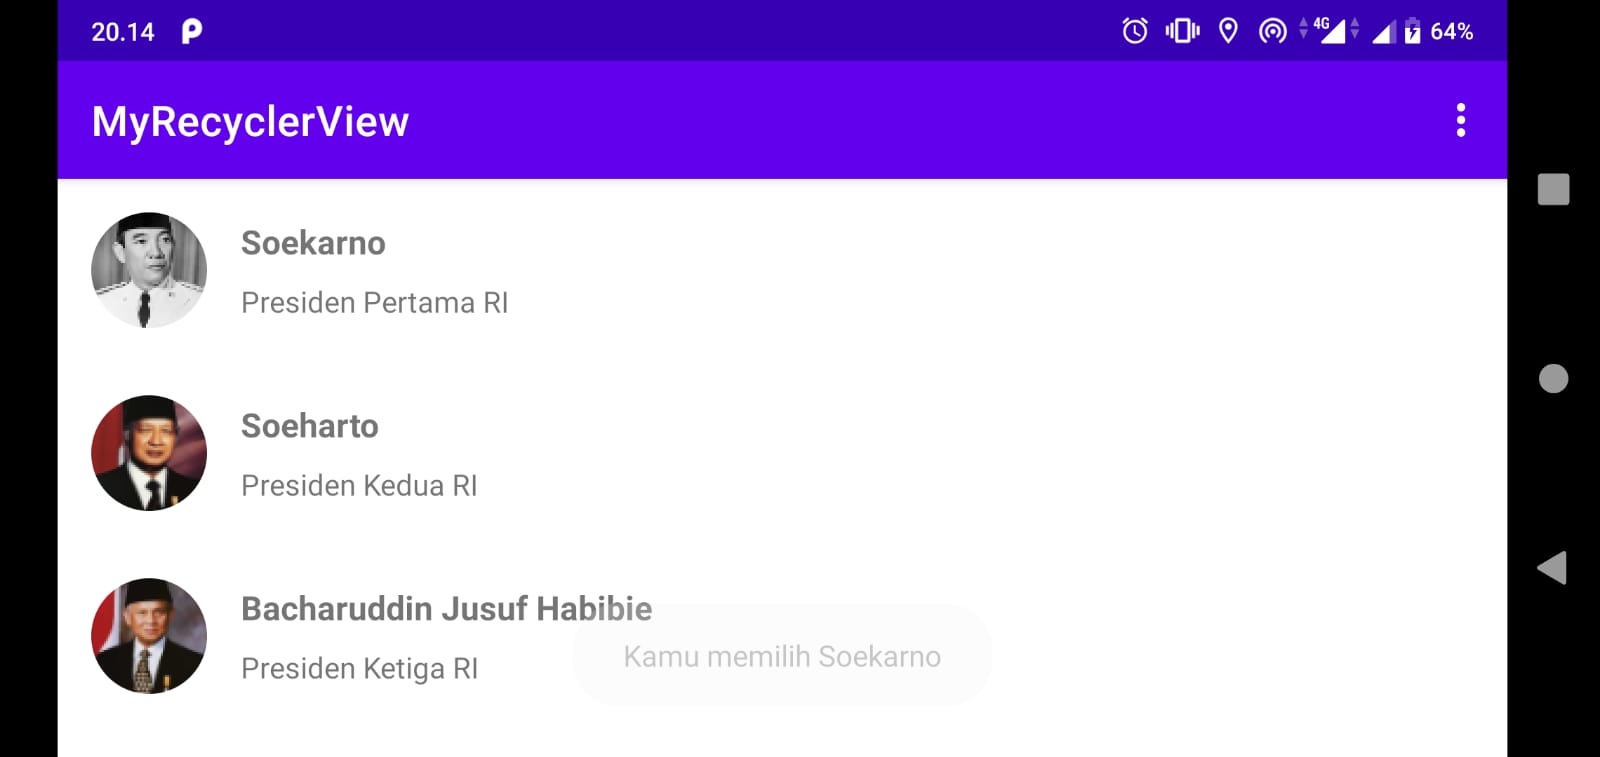 20.14
4G
64%
MyRecyclerView
Soekarno
Presiden Pertama RI
Soeharto
Presiden Kedua RI
Bacharuddin Jusuf Habibie
Presiden Ketiga RI
Kamu memilih Soekarno